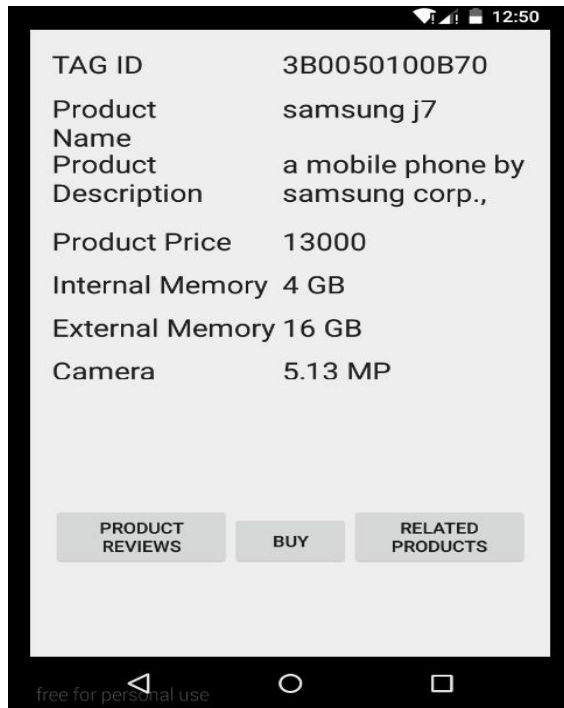 12:50
TAG ID 3B0050100B70
Product samsung j7
Name
Product a mobile phone by
Description samsung corp.,
Product Price 13000
Internal Memory 4 GB
External Memory 16 GB
Camera 5.13 MP
PRODUCT REVIEWS
BUY
RELATED PRODUCTS
free for personal use